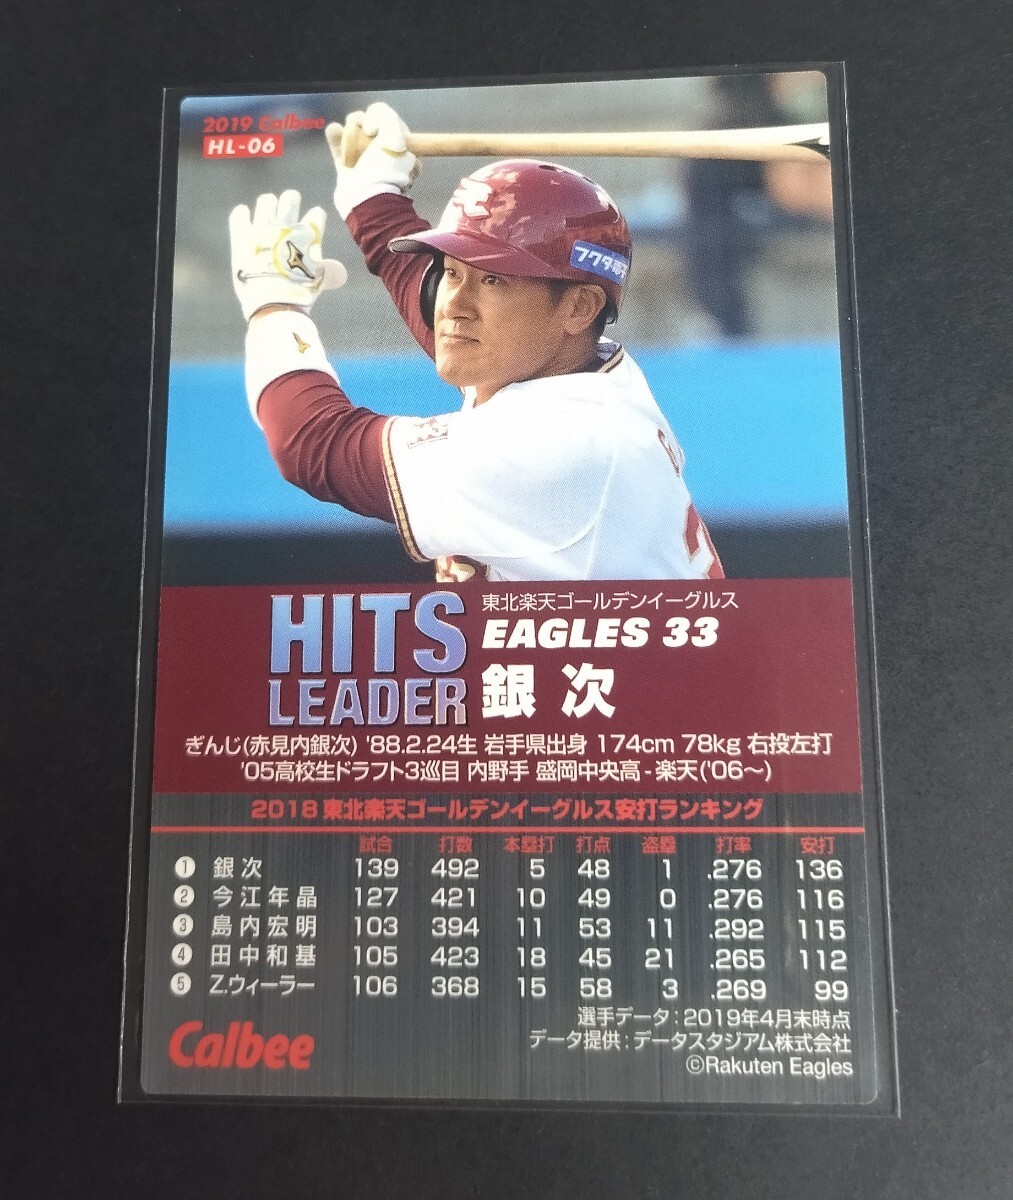 2019 Calbee
HL-06
HITS
LEADER
東北楽天ゴールデンイーグルス
EAGLES 33
銀次
ぎんじ(赤見内銀次) '88.2.24生 岩手県出身 174cm 78kg 右投左打
'05高校生ドラフト3巡目 内野手 盛岡中央高-楽天('06〜)
2018東北楽天ゴールデンイーグルス安打ランキング
試合 打数 本塁打 打点 盗塁 打率 安打
❶ 銀次 139 492 5 48 1 .276 136
❷ 今江年晶 127 421 10 49 0 .276 116
❸ 島内宏明 103 394 11 53 11 .292 115
❹ 田中和基 105 423 18 45 21 .265 112
❺ Z.ウィーラー 106 368 15 58 3 .269 99
選手データ:2019年4月末時点
データ提供:データスタジアム株式会社
©Rakuten Eagles
Calbee